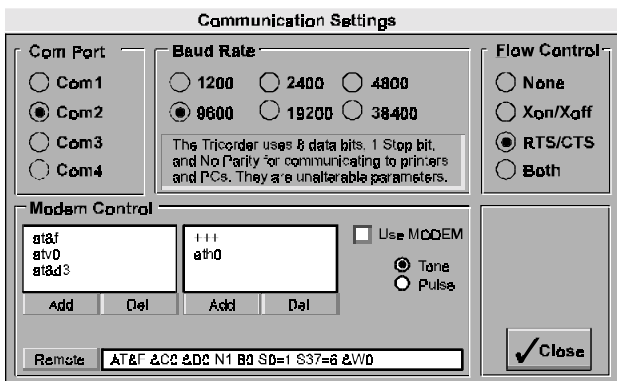 Communication Settings
Com Port
Com1
Com2
Com3
Com4
Baud Rate
1200 2400 4800
9600 19200 38400
The Tricorder uses 8 data bits, 1 Stop bit,
and No Parity for communicating to printers
and PCs. They are unalterable parameters.
Flow Control
None
Xon/Xoff
RTS/CTS
Both
Modem Control
at&f
atv0
at&d3
Add Del
+++
ath0
Add Del
Use MODEM
Tone
Pulse
Remote AT&F &C0 &D0 N1 B0 S0=1 S37=6 &W0
Close